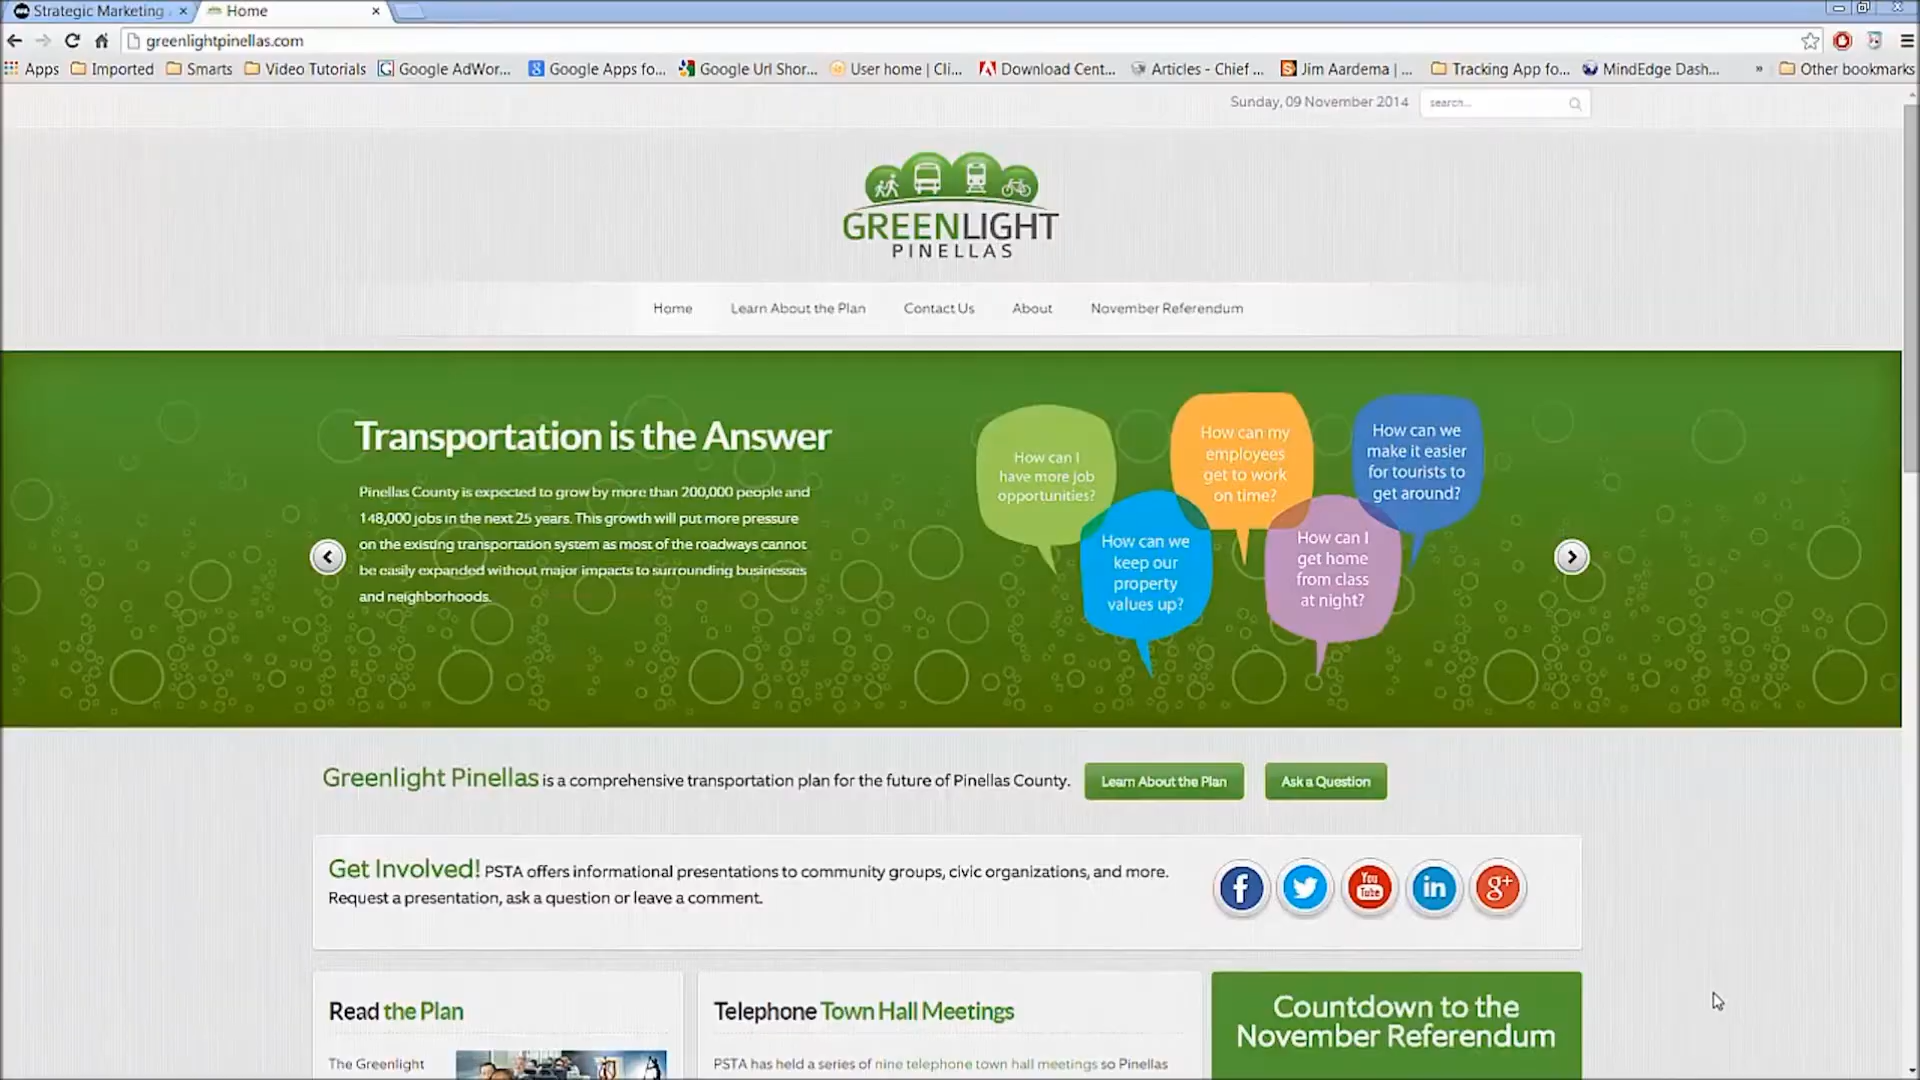 Strategic Marketing
Home
greenlightpinellas.com
Apps Imported Smarts Video Tutorials Google AdWor... Google Apps fo... Google Url Shor... User home | Cli... Download Cent... Articles - Chief ... Jim Aardema | ... Tracking App fo... MindEdge Dash... » Other bookmarks
Sunday, 09 November 2014
search...
GREENLIGHT
PINELLAS
Home Learn About the Plan Contact Us About November Referendum
Transportation is the Answer
Pinellas County is expected to grow by more than 200,000 people and
148,000 jobs in the next 25 years. This growth will put more pressure
on the existing transportation system as most of the roadways cannot
be easily expanded without major impacts to surrounding businesses
and neighborhoods.
How can I
have more job
opportunities?
How can we
keep our
property
values up?
How can my
employees
get to work
on time?
How can I
get home
from class
at night?
How can we
make it easier
for tourists to
get around?
Greenlight Pinellas is a comprehensive transportation plan for the future of Pinellas County.
Learn About the Plan
Ask a Question
Get Involved! PSTA offers informational presentations to community groups, civic organizations, and more.
Request a presentation, ask a question or leave a comment.
f
You
Tube
in
g+
Read the Plan
The Greenlight
Telephone Town Hall Meetings
PSTA has held a series of nine telephone town hall meetings so Pinellas
Countdown to the
November Referendum